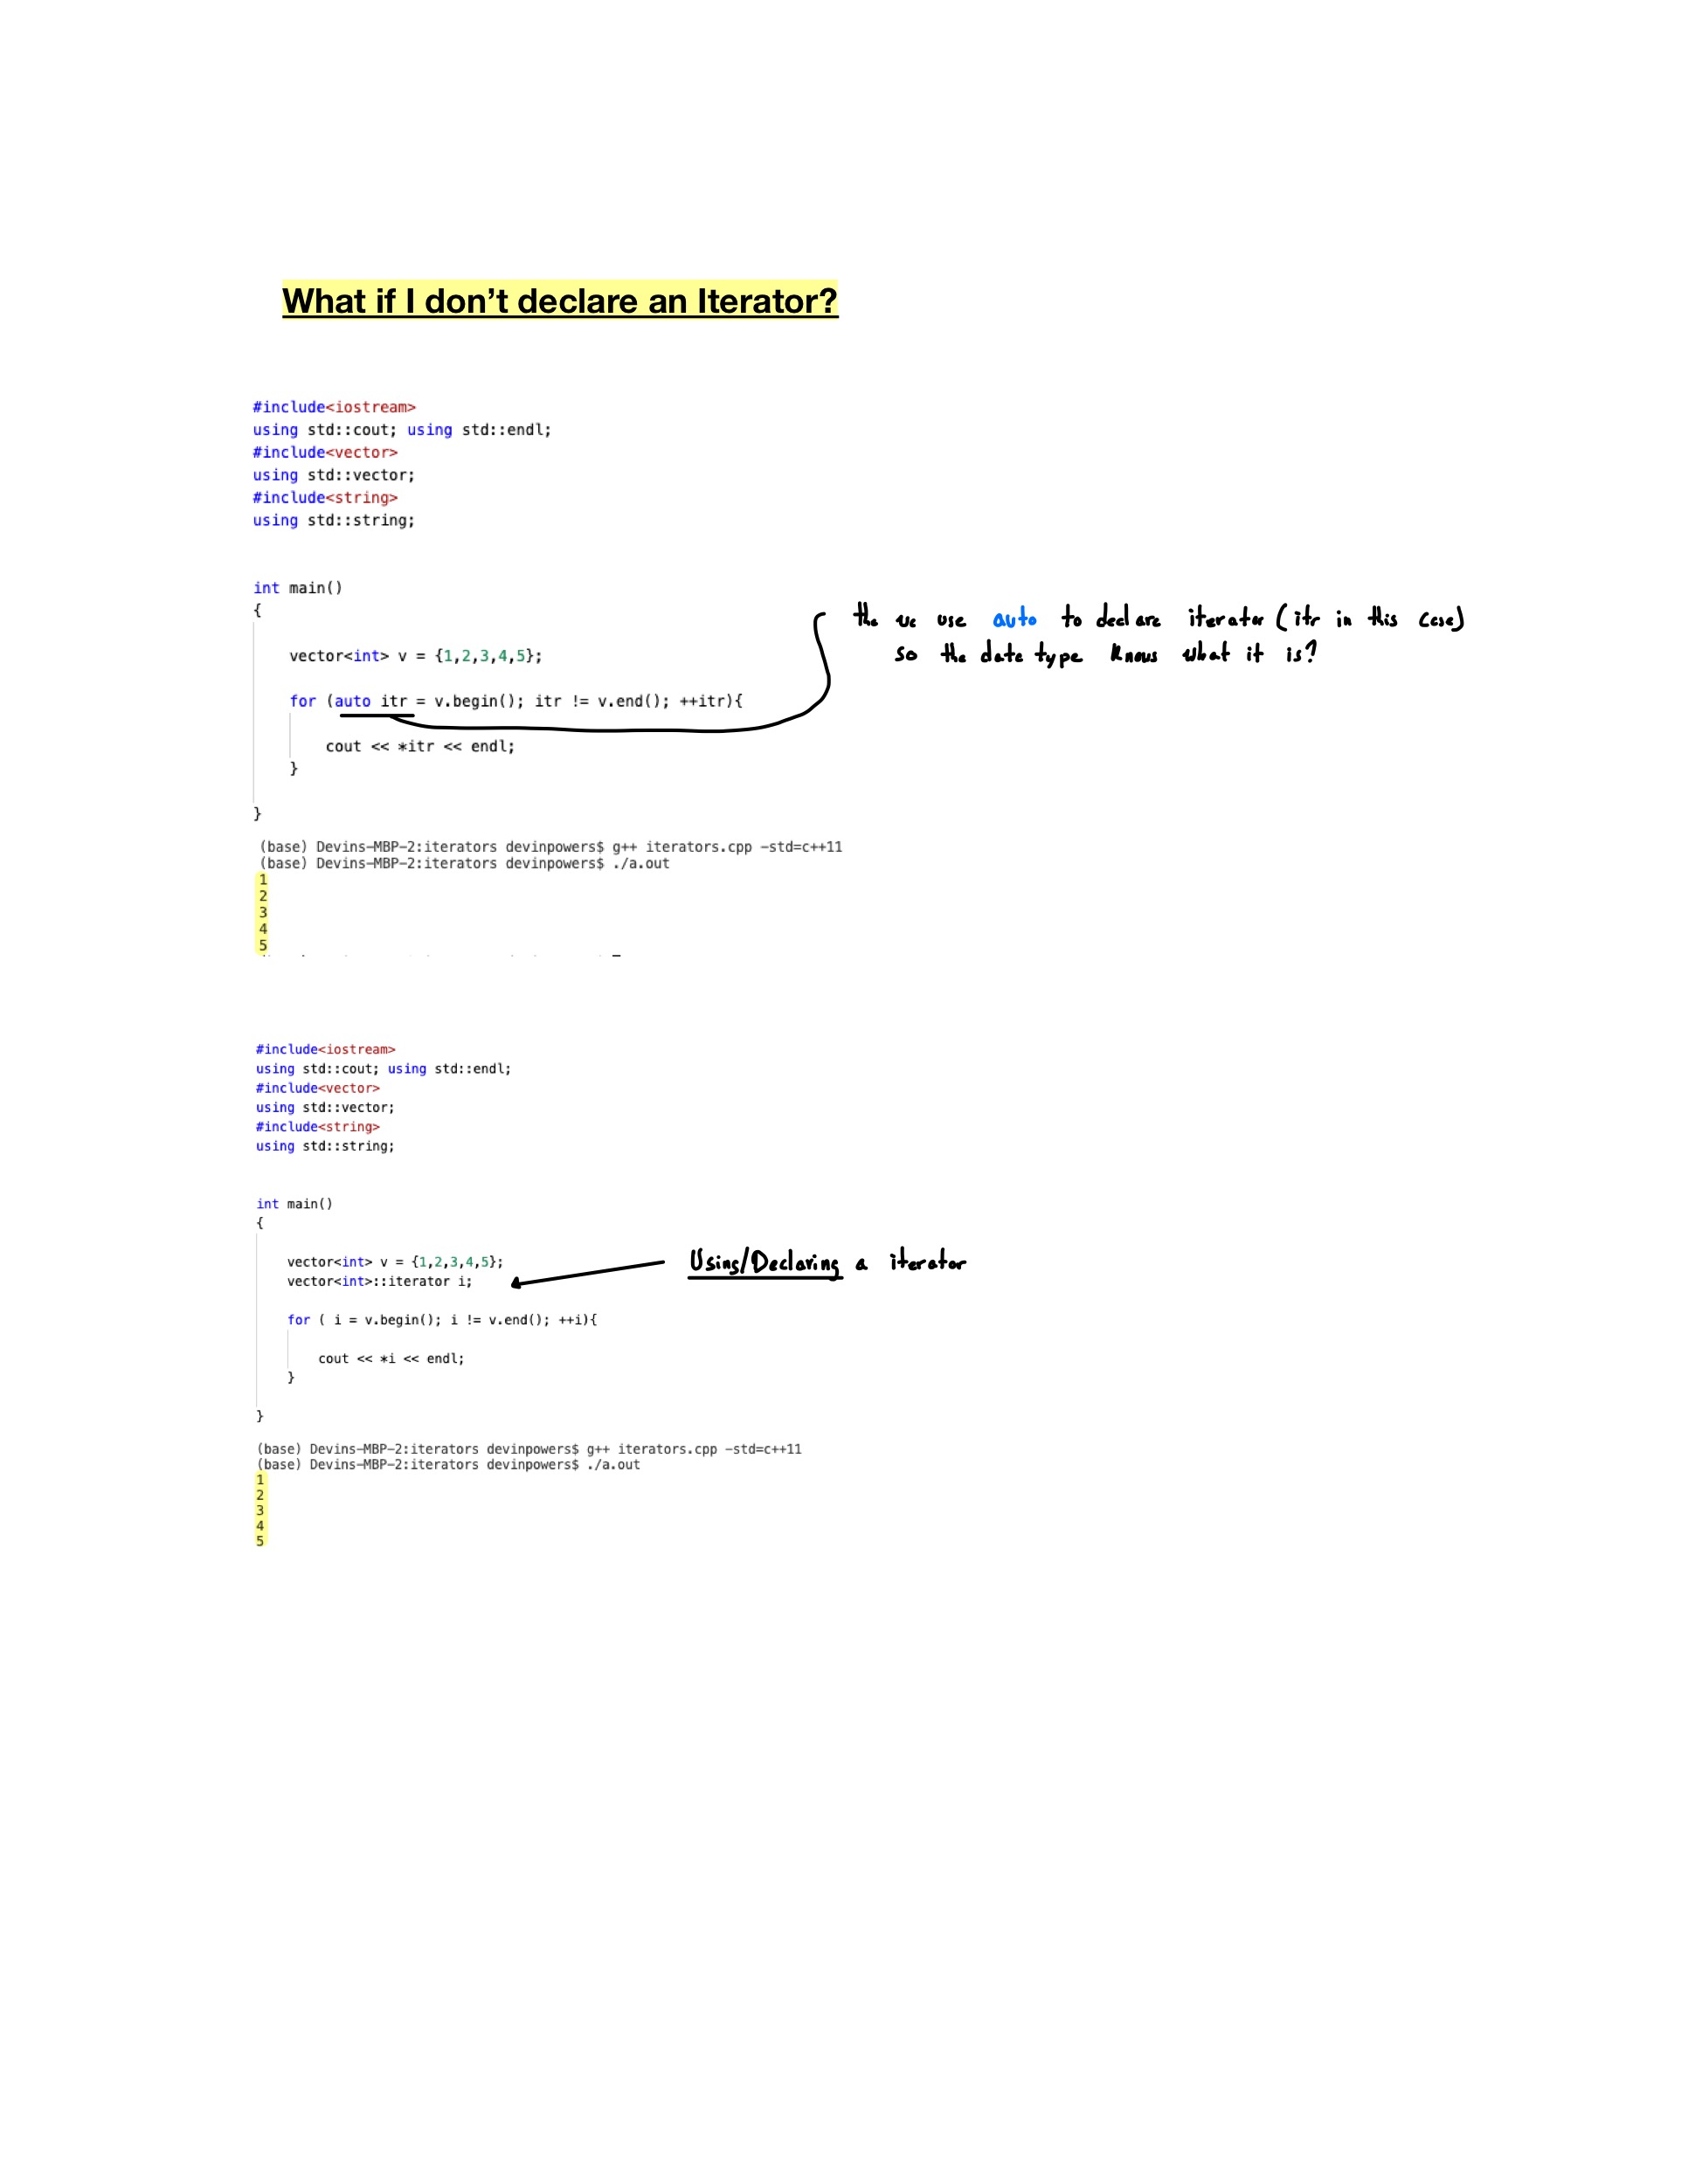 What if I don’t declare an Iterator?
#include<iostream>
using std::cout; using std::endl;
#include<vector>
using std::vector;
#include<string>
using std::string;
int main()
{
vector<int> v = {1,2,3,4,5};
for (auto itr = v.begin(); itr != v.end(); ++itr){
cout << *itr << endl;
}
}
the we use auto to declare iterator (itr in this case)
so the data type knows what it is?
(base) Devins-MBP-2:iterators devinpowers$ g++ iterators.cpp -std=c++11
(base) Devins-MBP-2:iterators devinpowers$ ./a.out
1
2
3
4
5
#include<iostream>
using std::cout; using std::endl;
#include<vector>
using std::vector;
#include<string>
using std::string;
int main()
{
vector<int> v = {1,2,3,4,5};
vector<int>::iterator i;
Using/Declaring a iterator
for ( i = v.begin(); i != v.end(); ++i){
cout << *i << endl;
}
}
(base) Devins-MBP-2:iterators devinpowers$ g++ iterators.cpp -std=c++11
(base) Devins-MBP-2:iterators devinpowers$ ./a.out
1
2
3
4
5